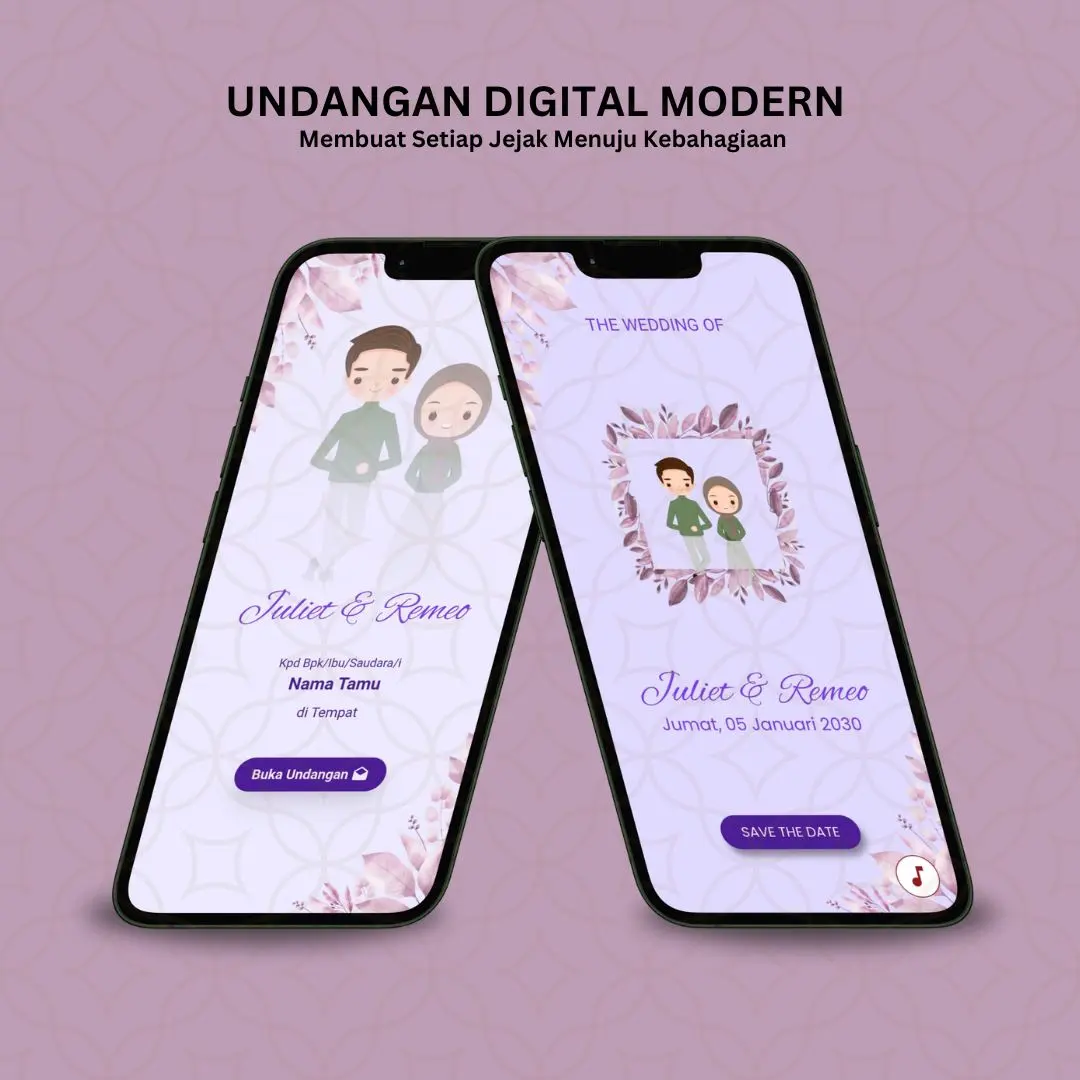 UNDANGAN DIGITAL MODERN
Membuat Setiap Jejak Menuju Kebahagiaan
Juliet & Remeo
Kpd Bpk/Ibu/Saudara/i
Nama Tamu
di Tempat
Buka Undangan
THE WEDDING OF
Juliet & Remeo
Jumat, 05 Januari 2030
SAVE THE DATE